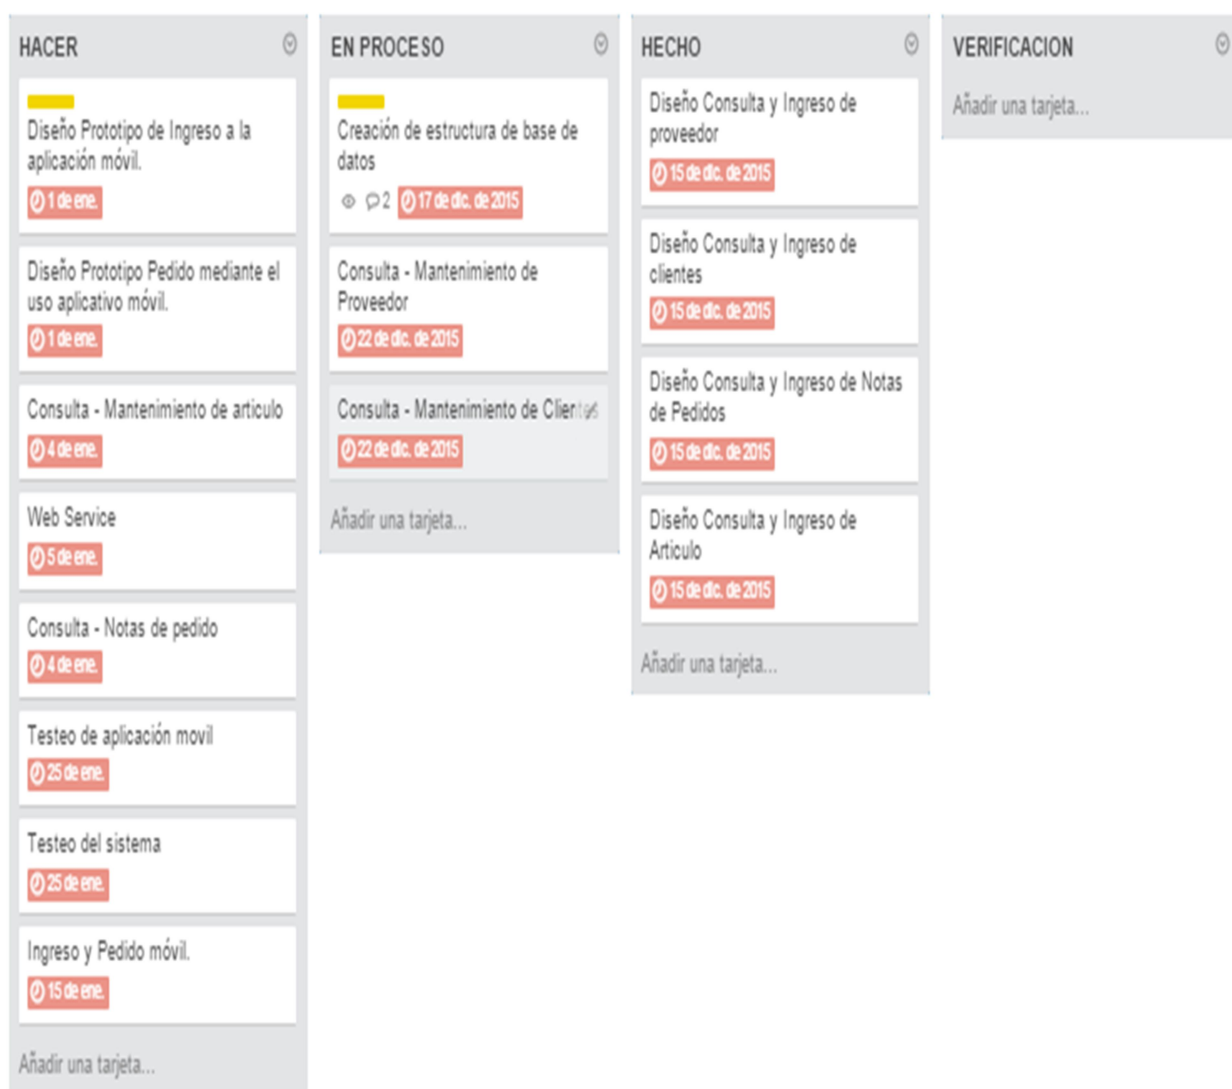 HACER
Diseño Prototipo de Ingreso a la
aplicación móvil.
1 de ene.
Diseño Prototipo Pedido mediante el
uso aplicativo móvil.
1 de ene.
Consulta - Mantenimiento de articulo
4 de ene.
Web Service
5 de ene.
Consulta - Notas de pedido
4 de ene.
Testeo de aplicación movil
25 de ene.
Testeo del sistema
25 de ene.
Ingreso y Pedido móvil.
15 de ene.
Añadir una tarjeta...
EN PROCESO
Creación de estructura de base de
datos
2 17 de dic. de 2015
Consulta - Mantenimiento de
Proveedor
22 de dic. de 2015
Consulta - Mantenimiento de Clientes
22 de dic. de 2015
Añadir una tarjeta...
HECHO
Diseño Consulta y Ingreso de
proveedor
15 de dic. de 2015
Diseño Consulta y Ingreso de
clientes
15 de dic. de 2015
Diseño Consulta y Ingreso de Notas
de Pedidos
15 de dic. de 2015
Diseño Consulta y Ingreso de
Articulo
15 de dic. de 2015
Añadir una tarjeta...
VERIFICACION
Añadir una tarjeta...